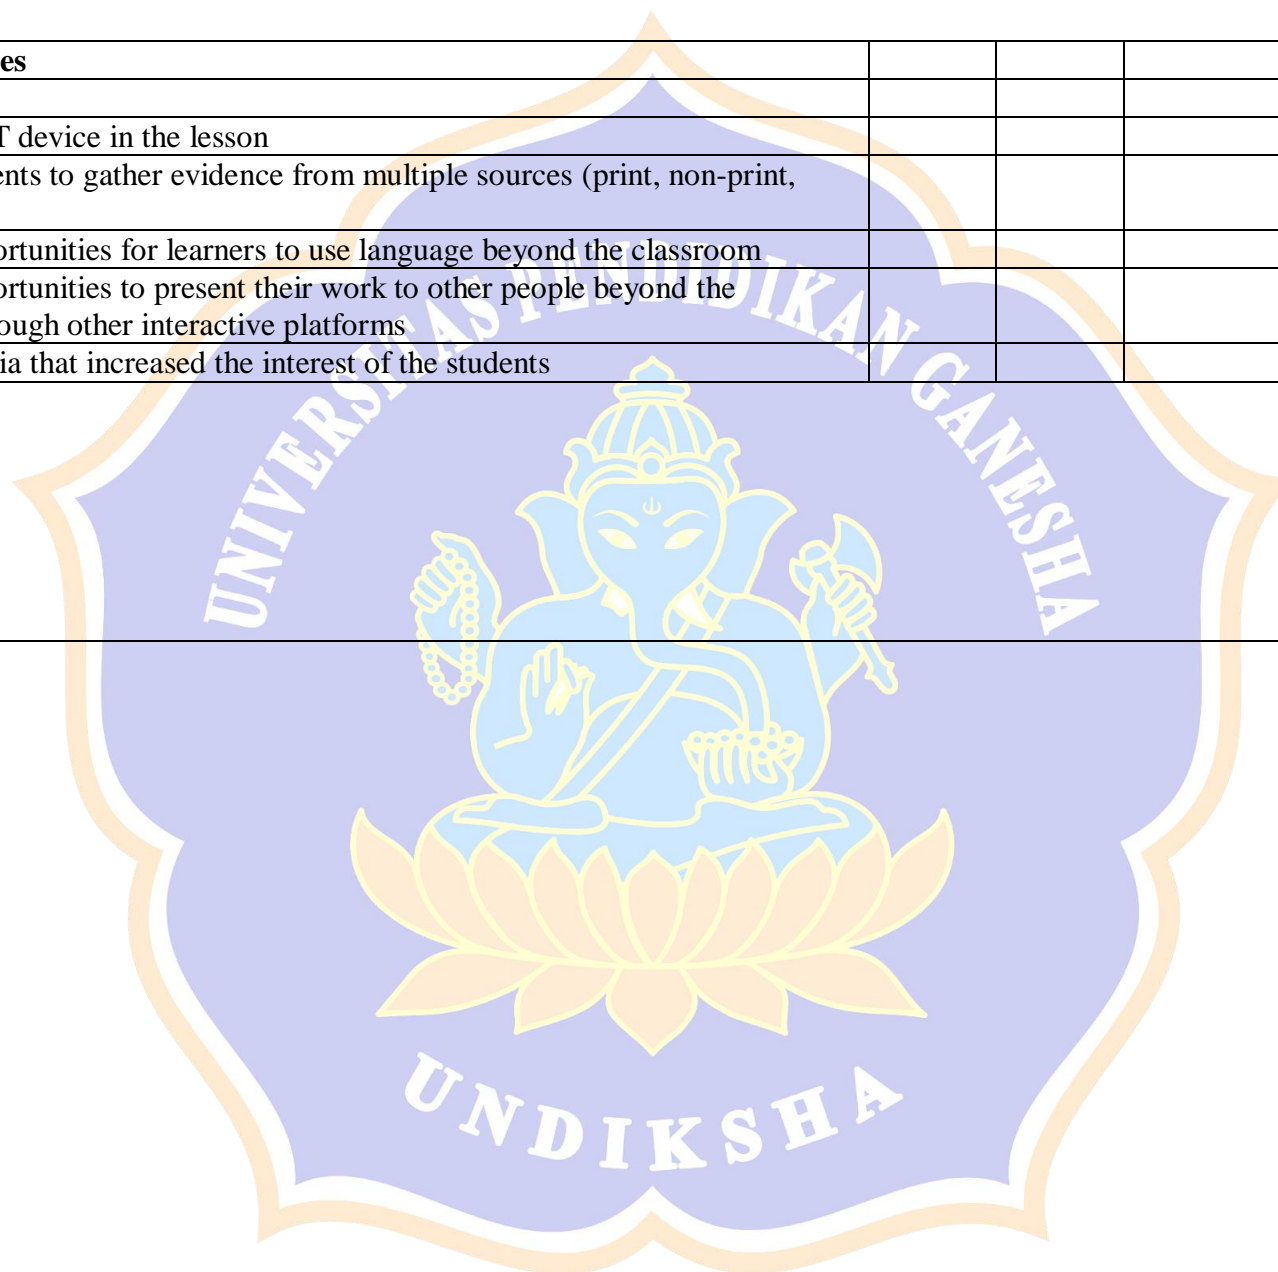 es
T device in the lesson
ents to gather evidence from multiple sources (print, non-print,
ortunities for learners to use language beyond the classroom
ortunities to present their work to other people beyond the
ough other interactive platforms
ia that increased the interest of the students
UNIVERSITAS PENDIDIKAN GANESHA
UNDIKSHA